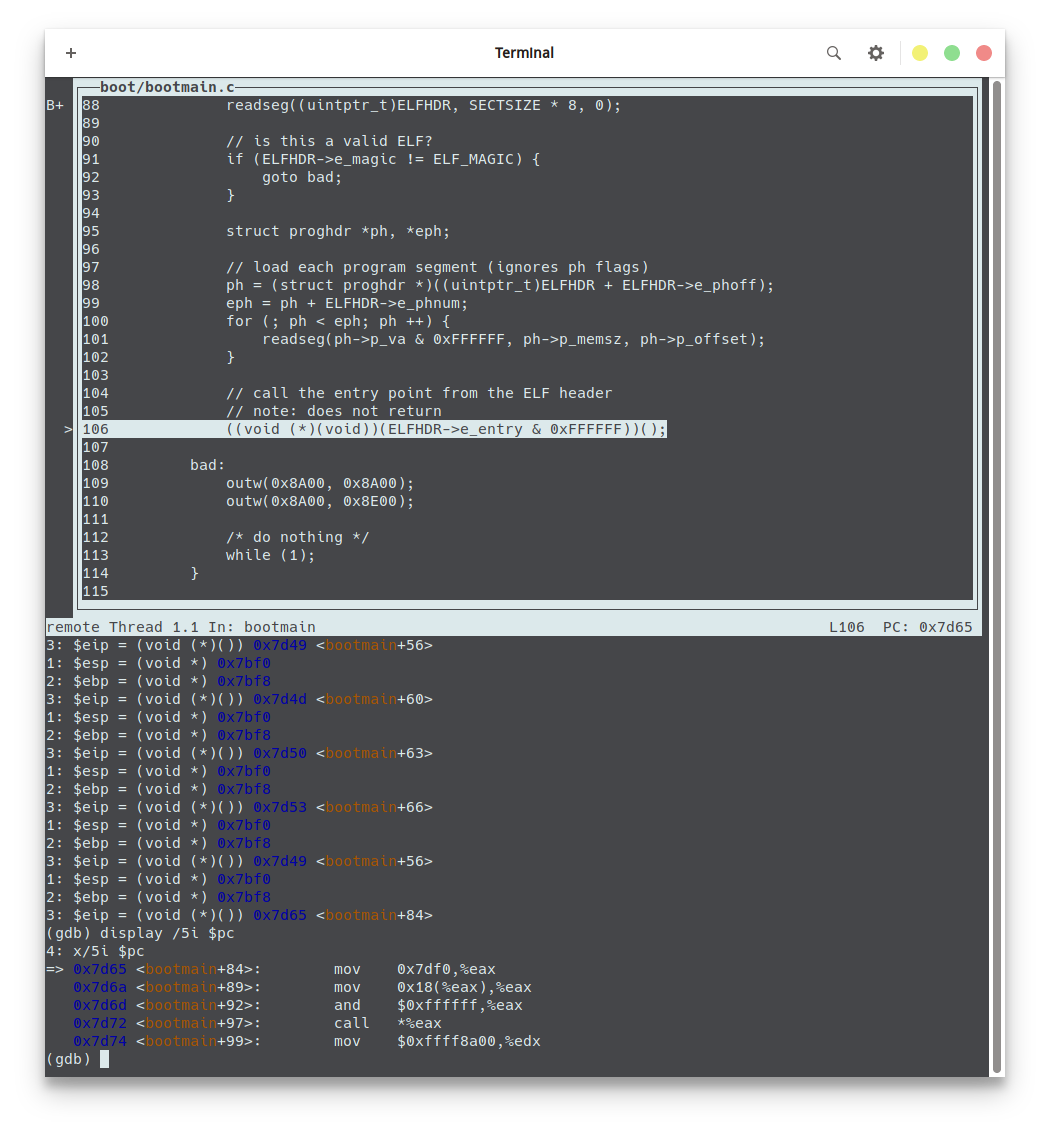 + Terminal
boot/bootmain.c
B+ 88 readseg((uintptr_t)ELFHDR, SECTSIZE * 8, 0);
89
90 // is this a valid ELF?
91 if (ELFHDR->e_magic != ELF_MAGIC) {
92 goto bad;
93 }
94
95 struct proghdr *ph, *eph;
96
97 // load each program segment (ignores ph flags)
98 ph = (struct proghdr *)((uintptr_t)ELFHDR + ELFHDR->e_phoff);
99 eph = ph + ELFHDR->e_phnum;
100 for (; ph < eph; ph ++) {
101 readseg(ph->p_va & 0xFFFFFF, ph->p_memsz, ph->p_offset);
102 }
103
104 // call the entry point from the ELF header
105 // note: does not return
> 106 ((void (*)(void))(ELFHDR->e_entry & 0xFFFFFF))();
107
108 bad:
109 outw(0x8A00, 0x8A00);
110 outw(0x8A00, 0x8E00);
111
112 /* do nothing */
113 while (1);
114 }
115
remote Thread 1.1 In: bootmain L106 PC: 0x7d65
3: $eip = (void (*)()) 0x7d49 <bootmain+56>
1: $esp = (void *) 0x7bf0
2: $ebp = (void *) 0x7bf8
3: $eip = (void (*)()) 0x7d4d <bootmain+60>
1: $esp = (void *) 0x7bf0
2: $ebp = (void *) 0x7bf8
3: $eip = (void (*)()) 0x7d50 <bootmain+63>
1: $esp = (void *) 0x7bf0
2: $ebp = (void *) 0x7bf8
3: $eip = (void (*)()) 0x7d53 <bootmain+66>
1: $esp = (void *) 0x7bf0
2: $ebp = (void *) 0x7bf8
3: $eip = (void (*)()) 0x7d49 <bootmain+56>
1: $esp = (void *) 0x7bf0
2: $ebp = (void *) 0x7bf8
3: $eip = (void (*)()) 0x7d65 <bootmain+84>
(gdb) display /5i $pc
4: x/5i $pc
=> 0x7d65 <bootmain+84>: mov 0x7df0,%eax
0x7d6a <bootmain+89>: mov 0x18(%eax),%eax
0x7d6d <bootmain+92>: and $0xffffff,%eax
0x7d72 <bootmain+97>: call *%eax
0x7d74 <bootmain+99>: mov $0xffff8a00,%edx
(gdb)